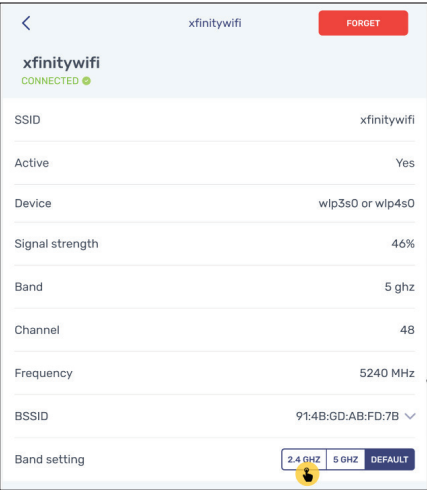 xfinitywifi FORGET
xfinitywifi
CONNECTED
SSID xfinitywifi
Active Yes
Device wlp3s0 or wlp4s0
Signal strength 46%
Band 5 ghz
Channel 48
Frequency 5240 MHz
BSSID 91:4B:GD:AB:FD:7B
Band setting 2.4 GHZ 5 GHZ DEFAULT